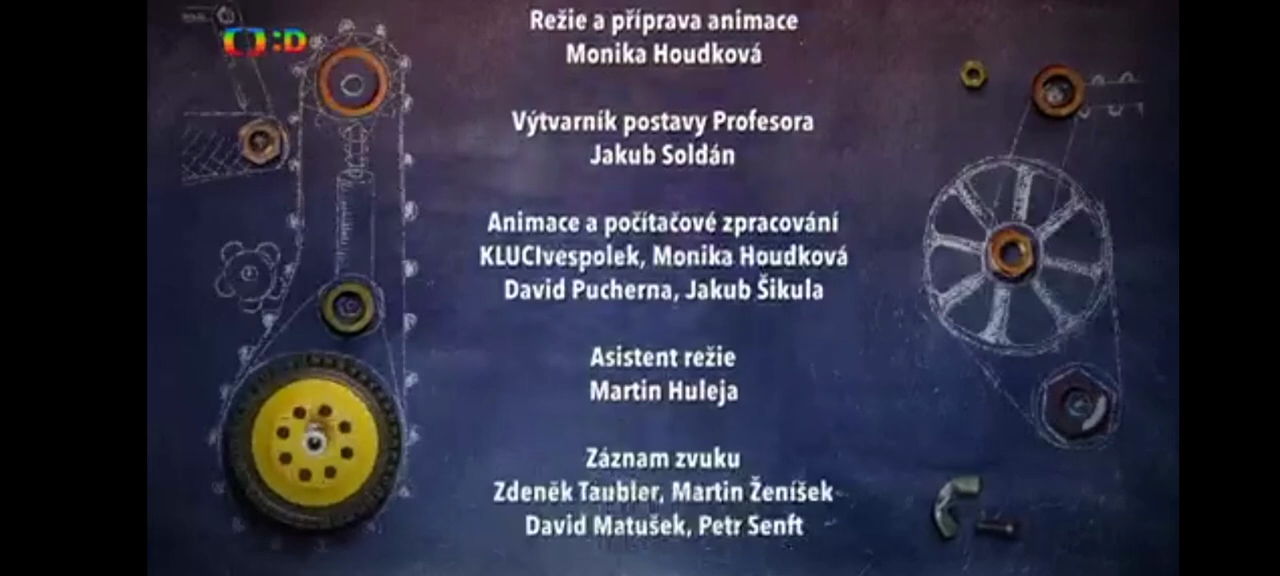 :D
Režie a příprava animace
Monika Houdková
Výtvarník postavy Profesora
Jakub Soldán
Animace a počítačové zpracování
KLUCIvespolek, Monika Houdková
David Pucherna, Jakub Šikula
Asistent režie
Martin Huleja
Záznam zvuku
Zdeněk Taubler, Martin Ženíšek
David Matušek, Petr Senft